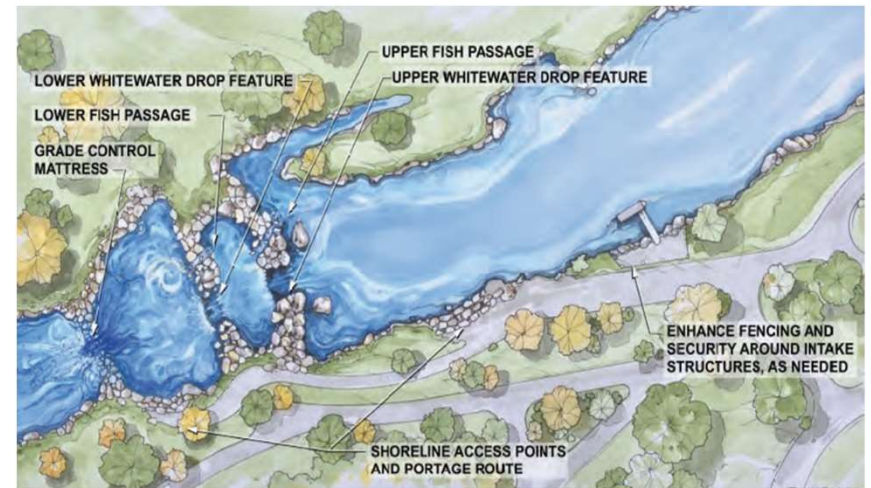 UPPER FISH PASSAGE
LOWER WHITEWATER DROP FEATURE
UPPER WHITEWATER DROP FEATURE
LOWER FISH PASSAGE
GRADE CONTROL
MATTRESS
ENHANCE FENCING AND
SECURITY AROUND INTAKE
STRUCTURES, AS NEEDED
SHORELINE ACCESS POINTS
AND PORTAGE ROUTE